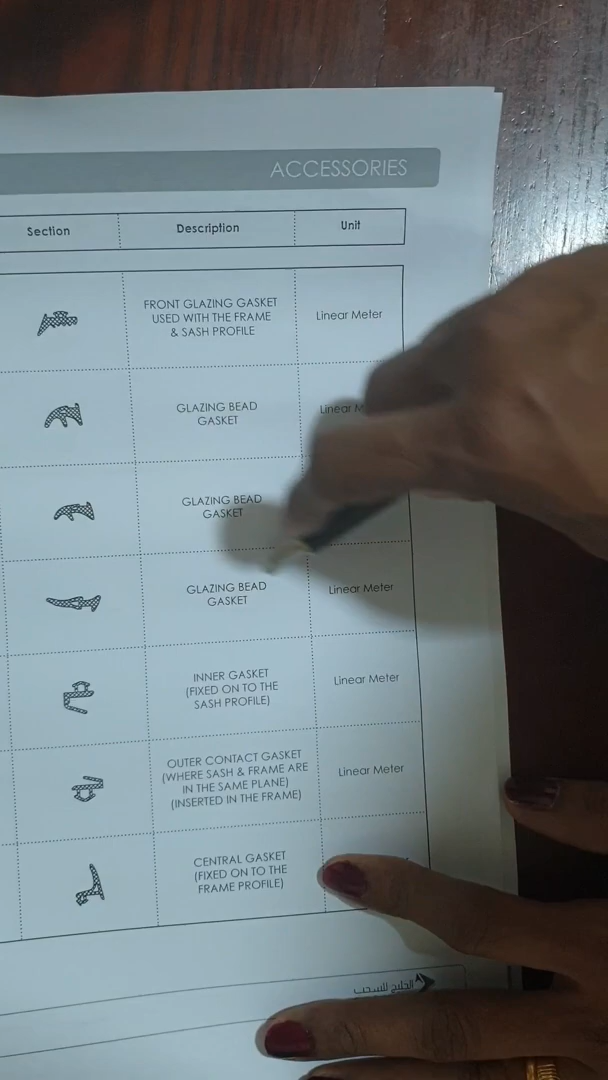 ACCESSORIES
Section Description Unit
FRONT GLAZING GASKET
USED WITH THE FRAME
& SASH PROFILE
Linear Meter
GLAZING BEAD
GASKET
Linear M
GLAZING BEAD
GASKET
GLAZING BEAD
GASKET
Linear Meter
INNER GASKET
(FIXED ON TO THE
SASH PROFILE)
Linear Meter
OUTER CONTACT GASKET
(WHERE SASH & FRAME ARE
IN THE SAME PLANE)
(INSERTED IN THE FRAME)
Linear Meter
CENTRAL GASKET
(FIXED ON TO THE
FRAME PROFILE)
الخليج للسحب